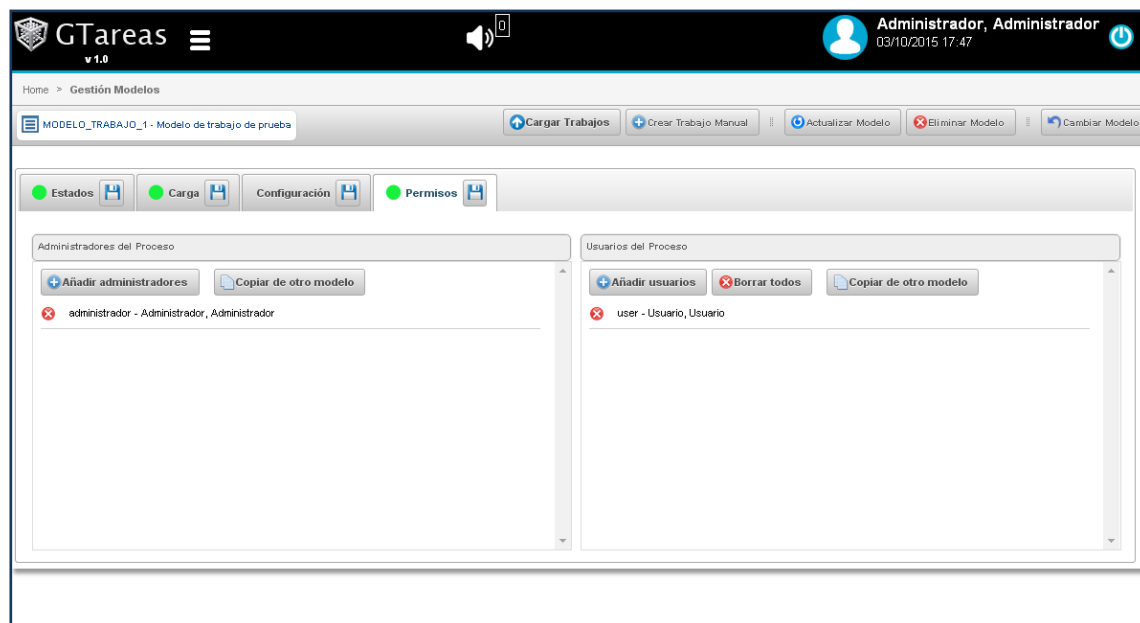 GTareas
v 1.0
0
Administrador, Administrador
03/10/2015 17:47
Home > Gestión Modelos
MODELO_TRABAJO_1 - Modelo de trabajo de prueba
Cargar Trabajos
Crear Trabajo Manual
Actualizar Modelo
Eliminar Modelo
Cambiar Modelo
Estados
Carga
Configuración
Permisos
Administradores del Proceso
Añadir administradores
Copiar de otro modelo
administrador - Administrador, Administrador
Usuarios del Proceso
Añadir usuarios
Borrar todos
Copiar de otro modelo
user - Usuario, Usuario